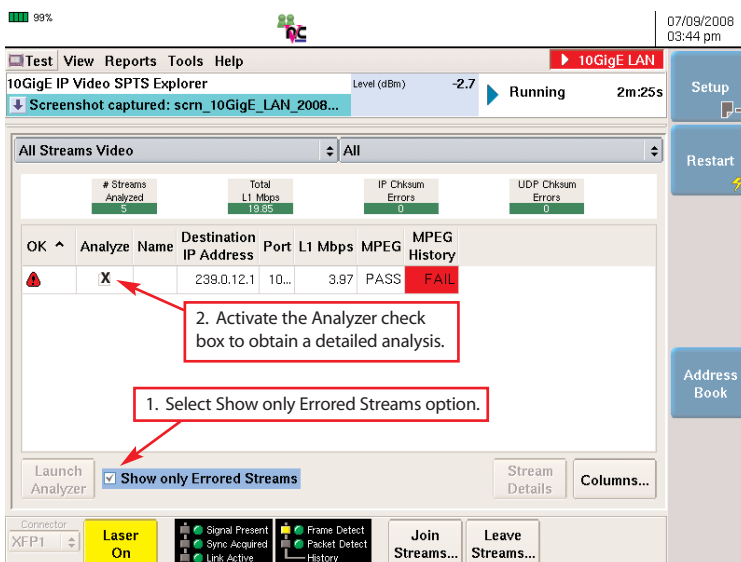 99%
07/09/2008
03:44 pm
Test View Reports Tools Help
10GigE LAN
10GigE IP Video SPTS Explorer
Level (dBm) -2.7
Running 2m:25s
Screenshot captured: scrn_10GigE_LAN_2008...
Setup
Restart
All Streams Video
All
# Streams Analyzed
5
Total L1 Mbps
19.85
IP Chksum Errors
0
UDP Chksum Errors
0
OK Analyze Name Destination IP Address Port L1 Mbps MPEG MPEG History
X 239.0.12.1 10... 3.97 PASS FAIL
2. Activate the Analyzer check
box to obtain a detailed analysis.
1. Select Show only Errored Streams option.
Address
Book
Launch
Analyzer
Show only Errored Streams
Stream
Details
Columns...
Connector
XFP1
Laser
On
Signal Present
Sync Acquired
Link Active
Frame Detect
Packet Detect
History
Join
Streams...
Leave
Streams...